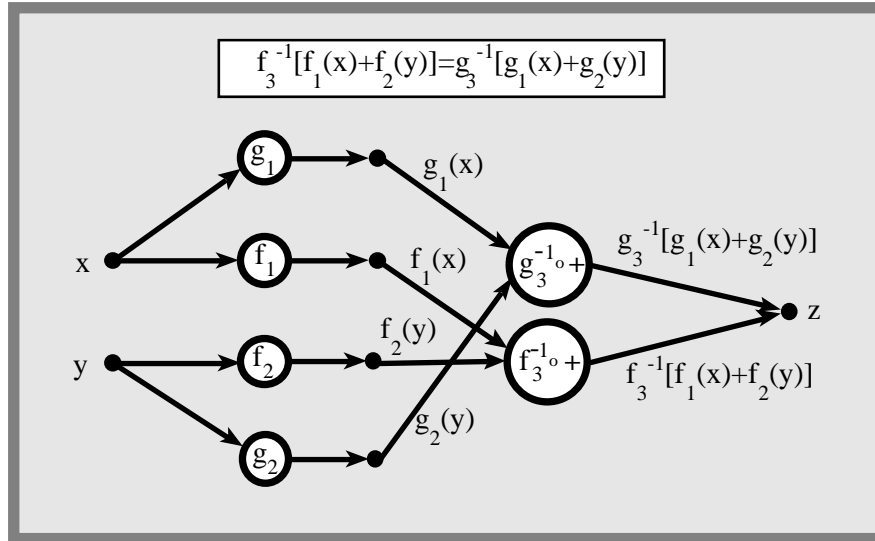 f₃⁻¹[f₁(x)+f₂(y)]=g₃⁻¹[g₁(x)+g₂(y)]
g₁
g₁(x)
x
f₁
f₁(x)
g₃⁻¹∘+
g₃⁻¹[g₁(x)+g₂(y)]
z
y
f₂
f₂(y)
f₃⁻¹∘+
f₃⁻¹[f₁(x)+f₂(y)]
g₂
g₂(y)